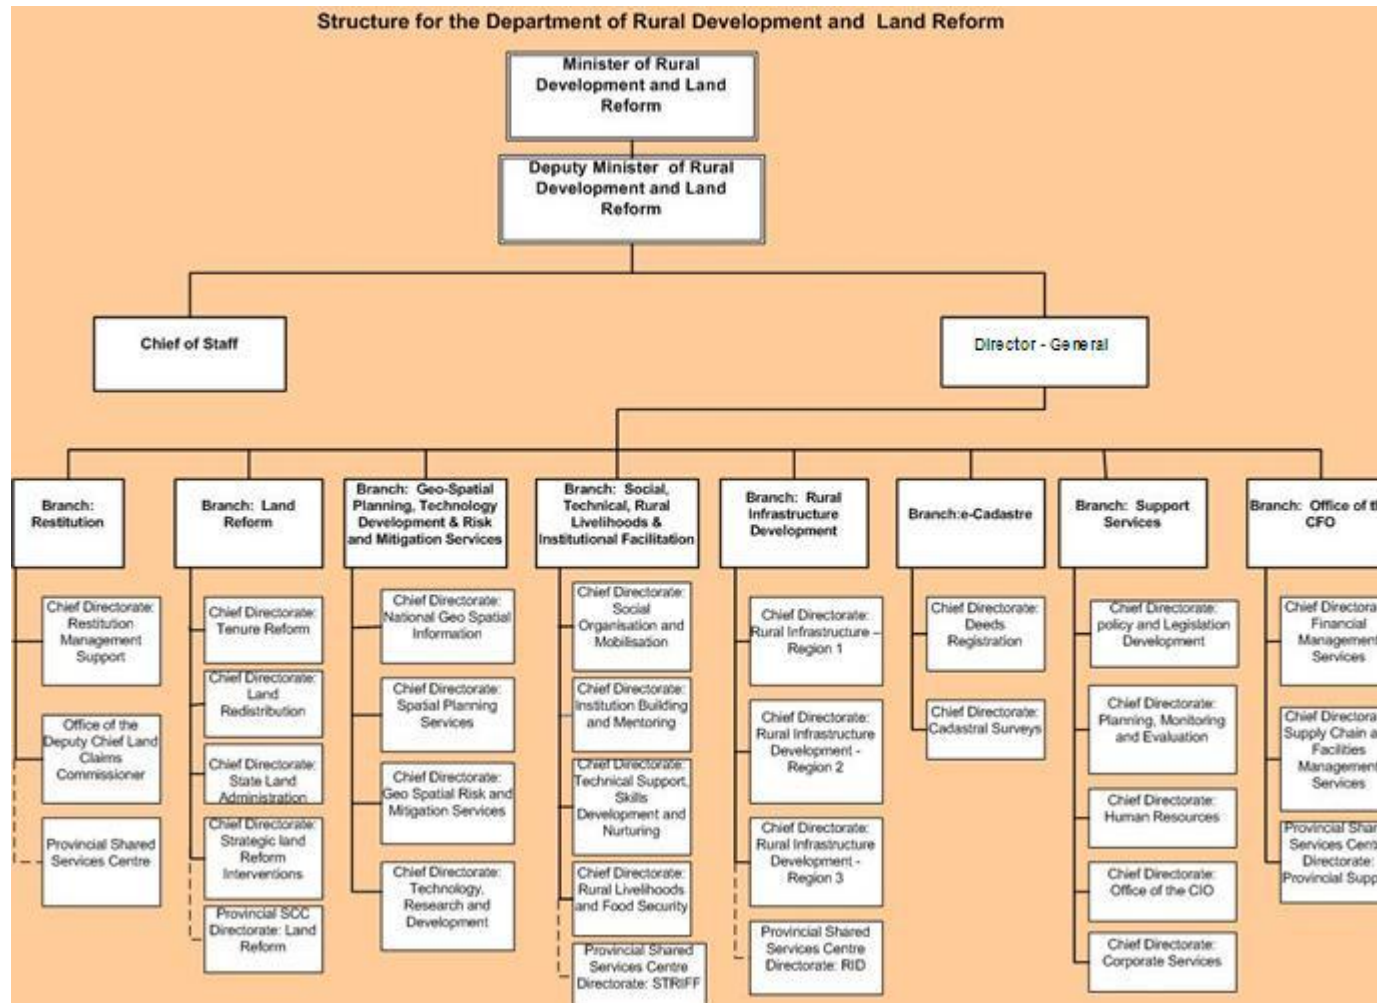 Structure for the Department of Rural Development and  Land Reform
Minister of Rural
Development and Land
Reform
Deputy Minister  of Rural
Development and Land
Reform
Chief of Staff
Director - General
Branch:
Restitution
Branch:  Land
Reform
Branch:  Geo-Spatial
Planning, Technology
Development & Risk
and Mitigation Services
Branch:  Social,
Technical, Rural
Livelihoods &
Institutional Facilitation
Branch:  Rural
Infrastructure
Development
Branch:e-Cadastre
Branch:  Support
Services
Branch:  Office of
CFO
Chief Directorate:
Restitution
Management
Support
Office of the
Deputy Chief Land
Claims
Commissioner
Provincial Shared
Services Centre
Chief Directorate:
Tenure Reform
Chief Directorate:
Land
Redistribution
Chief Directorate:
State Land
Administration
Chief Directorate:
Strategic land
Reform
Interventions
Provincial SCC
Directorate: Land
Reform
Chief Directorate:
National Geo Spatial
Information
Chief Directorate:
Spatial Planning
Services
Chief Directorate:
Geo Spatial Risk and
Mitigation Services
Chief Directorate:
Technology,
Research and
Development
Chief Directorate:
Social
Organisation and
Mobilisation
Chief Directorate:
Institution Building
and Mentoring
Chief Directorate:
Technical Support,
Skills
Development and
Nurturing
Chief Directorate:
Rural Livelihoods
and Food Security
Provincial Shared
Services Centre
Directorate: STRIFF
Chief Directorate:
Rural Infrastructure –
Region 1
Chief Directorate:
Rural Infrastructure
Development -
Region 2
Chief Directorate:
Rural Infrastructure
Development -
Region 3
Provincial Shared
Services Centre
Directorate: RID
Chief Directorate:
Deeds
Registration
Chief Directorate:
Cadastral Surveys
Chief Directorate:
policy and Legislation
Development
Chief Directorate:
Planning, Monitoring
and Evaluation
Chief Directorate:
Human Resources
Chief Directorate:
Office of the CIO
Chief Directorate:
Corporate Services
Chief
Financial
Management
Services
Chief
Supply Chain
Facilities
Management
Services
Provincial
Services
Directorate:
Provincial